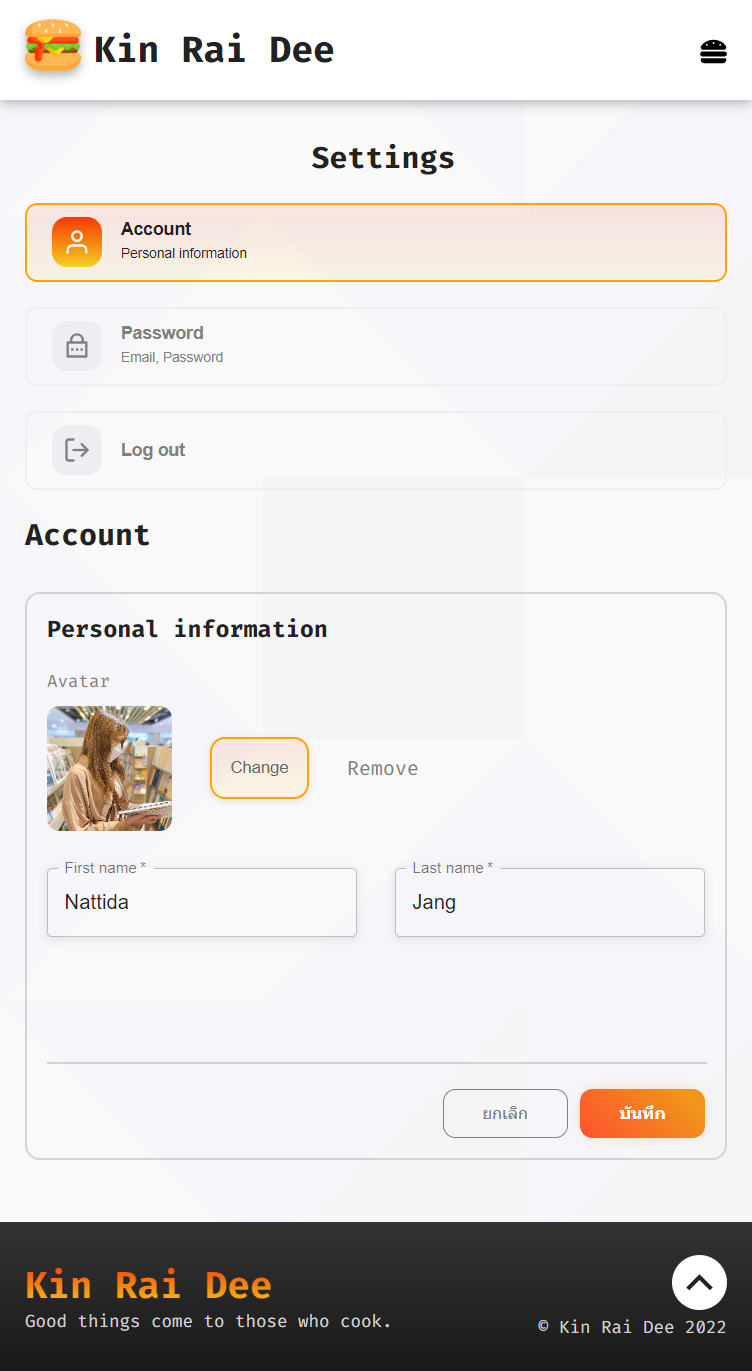 Kin Rai Dee
Settings
Account
Personal information
Password
Email, Password
Log out
Account
Personal information
Avatar
Change
Remove
First name *
Last name *
Nattida
Jang
ยกเลิก
บันทึก
Kin Rai Dee
Good things come to those who cook.
© Kin Rai Dee 2022